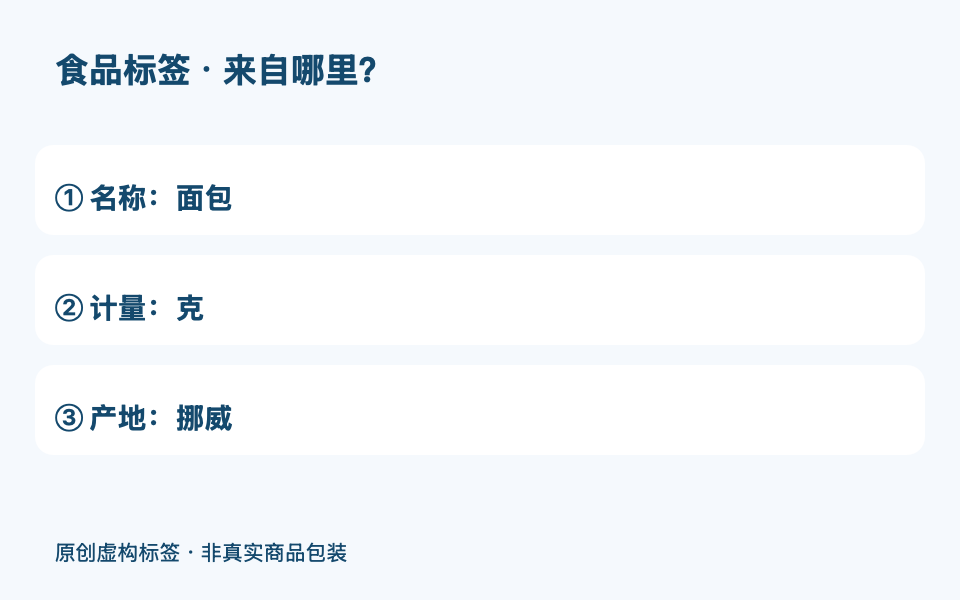 食品标签 · 来自哪里?
① 名称：面包
② 计量：克
③ 产地：挪威
原创虚构标签 · 非真实商品包装